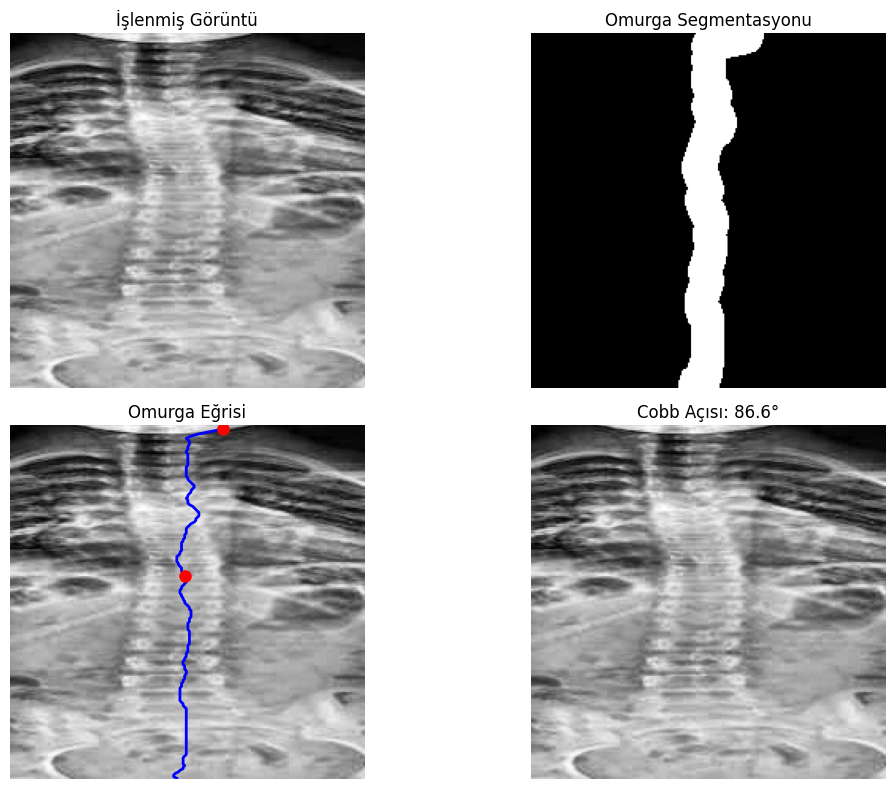 İşlenmiş Görüntü
Omurga Segmentasyonu
Omurga Eğrisi
Cobb Açısı: 86.6°